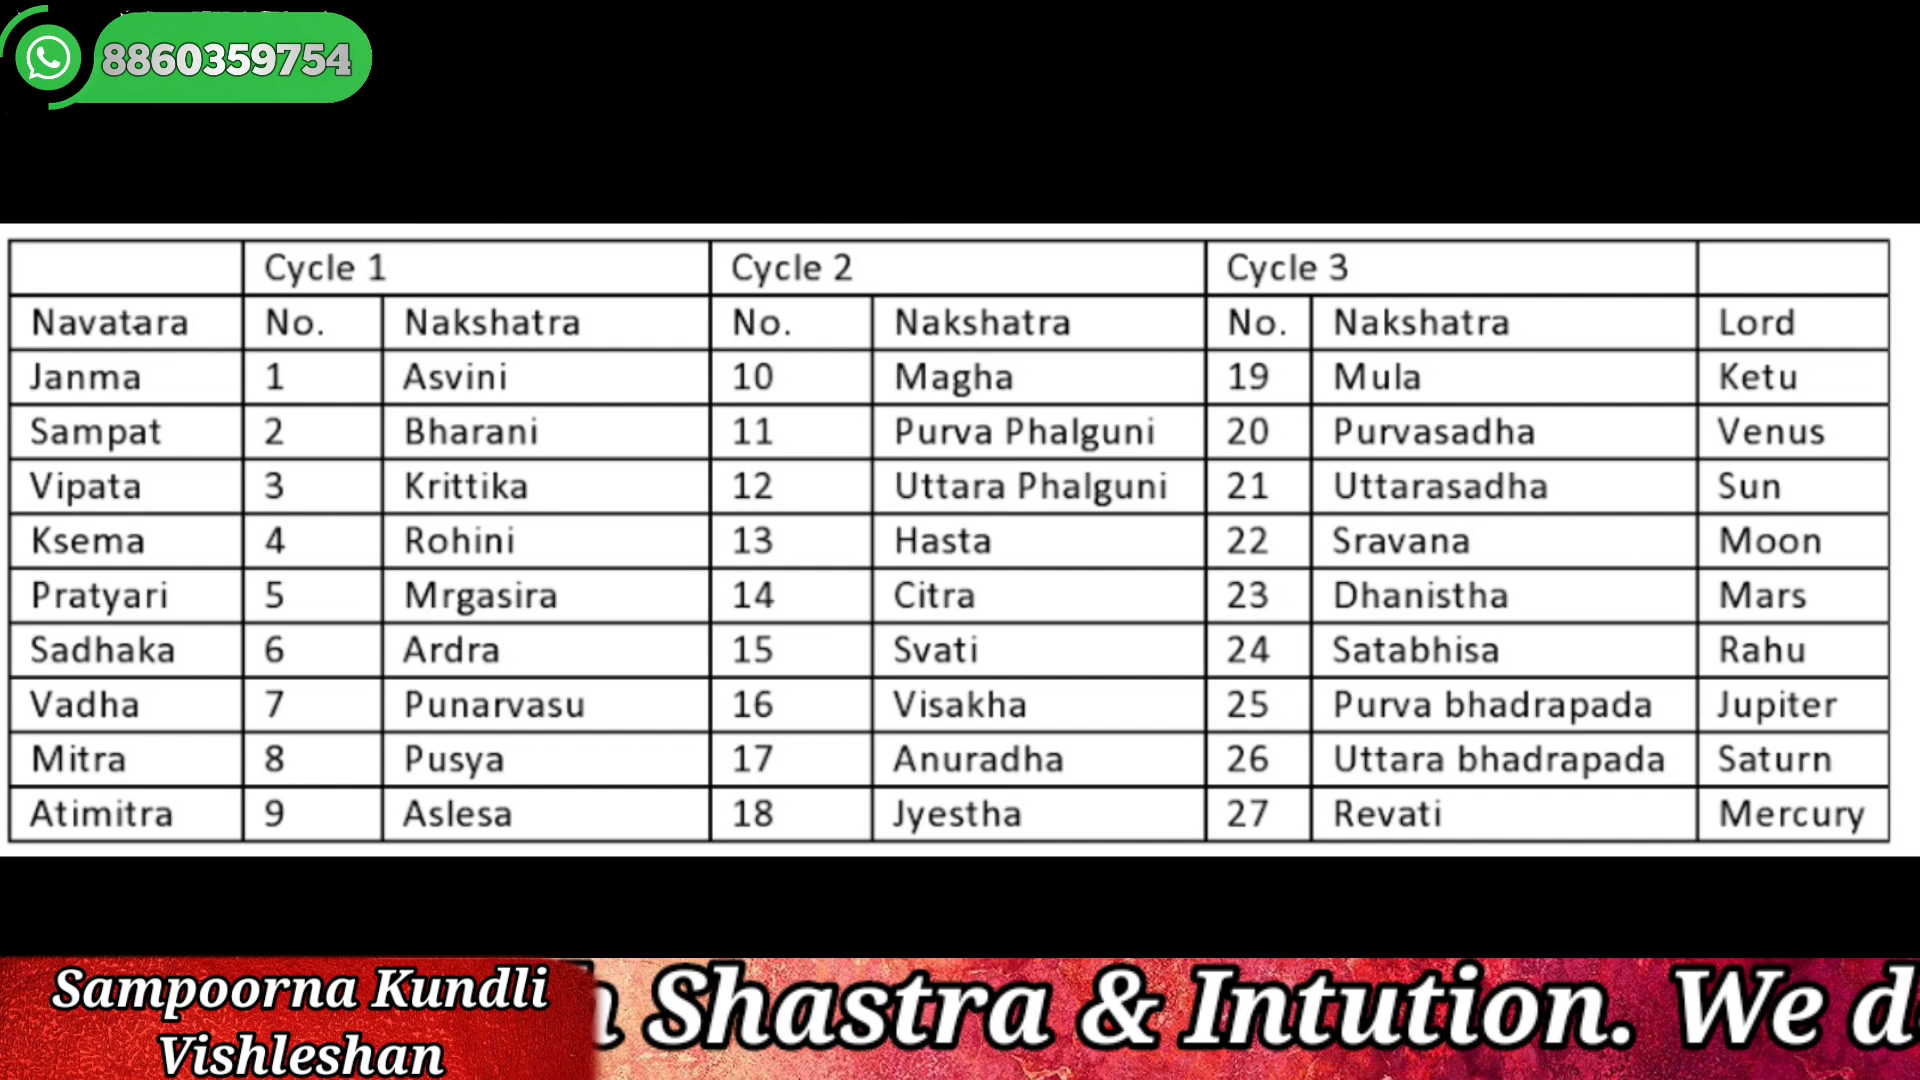 8860359754
Cycle 1 Cycle 2 Cycle 3
Navatara No. Nakshatra No. Nakshatra No. Nakshatra Lord
Janma 1 Asvini 10 Magha 19 Mula Ketu
Sampat 2 Bharani 11 Purva Phalguni 20 Purvasadha Venus
Vipata 3 Krittika 12 Uttara Phalguni 21 Uttarasadha Sun
Ksema 4 Rohini 13 Hasta 22 Sravana Moon
Pratyari 5 Mrgasira 14 Citra 23 Dhanistha Mars
Sadhaka 6 Ardra 15 Svati 24 Satabhisa Rahu
Vadha 7 Punarvasu 16 Visakha 25 Purva bhadrapada Jupiter
Mitra 8 Pusya 17 Anuradha 26 Uttara bhadrapada Saturn
Atimitra 9 Aslesa 18 Jyestha 27 Revati Mercury
Sampoorna Kundli
Vishleshan
Shastra & Intution. We d